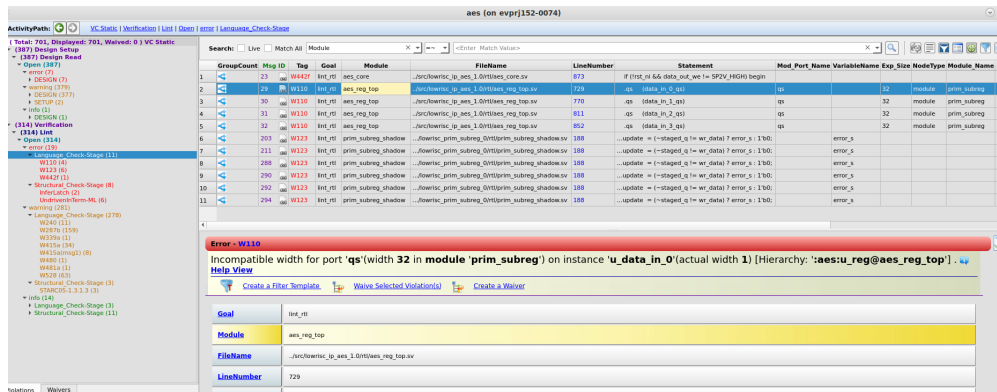 aes (on evprj152-0074)
ActivityPath: VC Static | Verification | Lint | Open | error | Language_Check-Stage
( Total: 701, Displayed: 701, Waived: 0 ) VC Static
(387) Design Setup
(387) Design Read
Open (387)
error (7)
DESIGN (7)
warning (379)
DESIGN (377)
SETUP (2)
info (1)
DESIGN (1)
(314) Verification
(314) Lint
Open (314)
error (19)
Language_Check-Stage (11)
W110 (4)
W123 (6)
W442f (1)
Structural_Check-Stage (8)
InferLatch (2)
UndrivenInTerm-ML (6)
warning (281)
Language_Check-Stage (278)
W240 (11)
W287b (159)
W339a (1)
W415a (34)
W415a(msg1) (8)
W480 (1)
W481a (1)
W528 (63)
Structural_Check-Stage (3)
STARC05-1.3.1.3 (3)
info (14)
Language_Check-Stage (3)
Structural_Check-Stage (11)
Violations Waivers
Search: Live Match All Module =~ <Enter Match Value>
GroupCount Msg ID Tag Goal Module FileName LineNumber Statement Mod_Port_Name VariableName Exp_Size NodeType Module_Name
1 23 W442f lint_rtl aes_core ../src/lowrisc_ip_aes_1.0/rtl/aes_core.sv 873 if (!rst_ni && data_out_we != SP2V_HIGH) begin
2 29 W110 lint_rtl aes_reg_top ../src/lowrisc_ip_aes_1.0/rtl/aes_reg_top.sv 729 .qs (data_in_0_qs) qs 32 module prim_subreg
3 30 W110 lint_rtl aes_reg_top ../src/lowrisc_ip_aes_1.0/rtl/aes_reg_top.sv 770 .qs (data_in_1_qs) qs 32 module prim_subreg
4 31 W110 lint_rtl aes_reg_top ../src/lowrisc_ip_aes_1.0/rtl/aes_reg_top.sv 811 .qs (data_in_2_qs) qs 32 module prim_subreg
5 32 W110 lint_rtl aes_reg_top ../src/lowrisc_ip_aes_1.0/rtl/aes_reg_top.sv 852 .qs (data_in_3_qs) qs 32 module prim_subreg
6 203 W123 lint_rtl prim_subreg_shadow .../lowrisc_prim_subreg_0/rtl/prim_subreg_shadow.sv 188 ...update = (~staged_q != wr_data) ? error_s : 1'b0; error_s
7 211 W123 lint_rtl prim_subreg_shadow .../lowrisc_prim_subreg_0/rtl/prim_subreg_shadow.sv 188 ...update = (~staged_q != wr_data) ? error_s : 1'b0; error_s
8 288 W123 lint_rtl prim_subreg_shadow .../lowrisc_prim_subreg_0/rtl/prim_subreg_shadow.sv 188 ...update = (~staged_q != wr_data) ? error_s : 1'b0; error_s
9 290 W123 lint_rtl prim_subreg_shadow .../lowrisc_prim_subreg_0/rtl/prim_subreg_shadow.sv 188 ...update = (~staged_q != wr_data) ? error_s : 1'b0; error_s
10 292 W123 lint_rtl prim_subreg_shadow .../lowrisc_prim_subreg_0/rtl/prim_subreg_shadow.sv 188 ...update = (~staged_q != wr_data) ? error_s : 1'b0; error_s
11 294 W123 lint_rtl prim_subreg_shadow .../lowrisc_prim_subreg_0/rtl/prim_subreg_shadow.sv 188 ...update = (~staged_q != wr_data) ? error_s : 1'b0; error_s
Error - W110
Incompatible width for port 'qs'(width 32 in module 'prim_subreg') on instance 'u_data_in_0'(actual width 1) [Hierarchy: ':aes:u_reg@aes_reg_top'] .
Help View
Create a Filter Template Waive Selected Violation(s) Create a Waiver
Goal lint_rtl
Module aes_reg_top
FileName ../src/lowrisc_ip_aes_1.0/rtl/aes_reg_top.sv
LineNumber 729